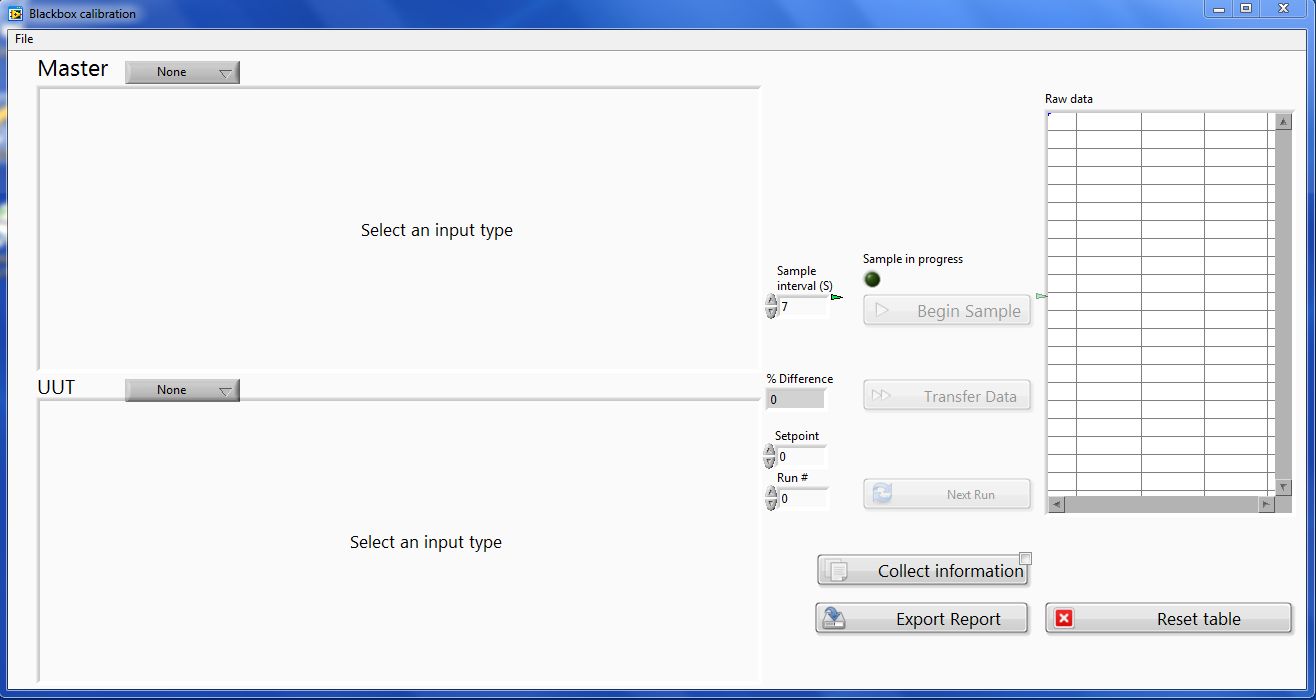 Blackbox calibration
File
Master
None
Select an input type
UUT
None
Select an input type
Sample
interval (S)
7
Sample in progress
Begin Sample
% Difference
0
Transfer Data
Setpoint
0
Run #
0
Next Run
Collect information
Export Report
Raw data
Reset table